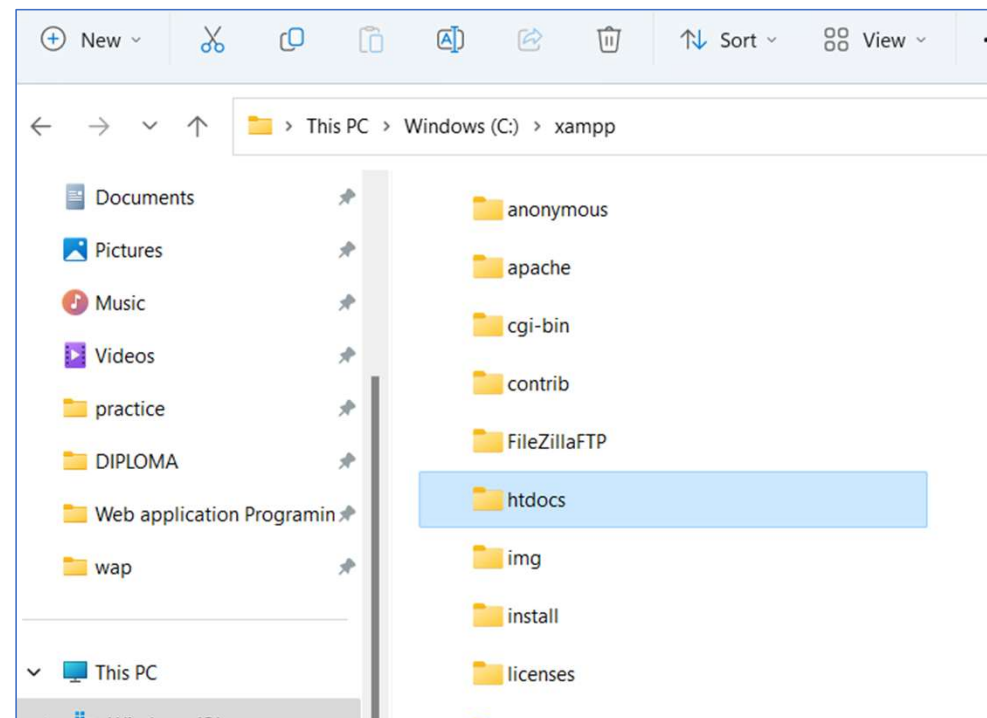 New
Sort
View
This PC > Windows (C:) > xampp
Documents
Pictures
Music
Videos
practice
DIPLOMA
Web application Programin
wap
This PC
anonymous
apache
cgi-bin
contrib
FileZillaFTP
htdocs
img
install
licenses